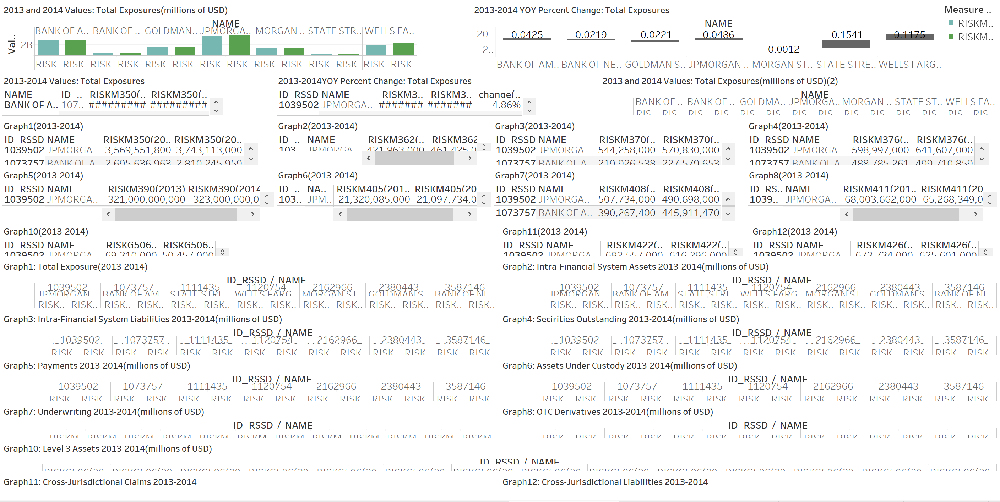 2013 and 2014 Values: Total Exposures(millions of USD)
NAME
BANK OF A.. BANK OF .. GOLDMAN.. JPMORGA.. MORGAN .. STATE STR.. WELLS FA..
Val..
2B
RISK.. RISK.. RISK.. RISK.. RISK.. RISK.. RISK.. RISK.. RISK.. RISK.. RISK.. RISK.. RISK.. RISK..
2013-2014 YOY Percent Change: Total Exposures
NAME
20..
-2..
0.0425 0.0219 -0.0221 0.0486 -0.0012 -0.1541 0.1175
BANK OF AM.. BANK OF NE.. GOLDMAN S.. JPMORGAN .. MORGAN ST.. STATE STRE.. WELLS FARG..
Measure ..
RISKM..
RISKM..
2013-2014 Values: Total Exposures
NAME ID .. RISKM350(.. RISKM350(..
BANK OF A.. 107.. ######### #########
2013-2014YOY Percent Change: Total Exposures
ID_RSSD NAME RISKM3.. RISKM3.. change(..
1039502 JPMORGA.. ####### ####### 4.86%
2013 and 2014 Values: Total Exposures(millions of USD)(2)
NAME
BANK OF .. BANK OF .. GOLDMA.. JPMORGA.. MORGAN .. STATE ST.. WELLS FA..
RIS RIS RIS RIS RIS RIS RIS RIS RIS RIS RIS RIS RIS RIS
Graph1(2013-2014)
ID_RSSD NAME RISKM350(20.. RISKM350(20..
1039502 JPMORGA.. 3,569,551,800 3,743,113,000
1073757 BANK OF A 2,695,636,963 2,810,245,959
Graph2(2013-2014)
ID .. NAME RISKM362(.. RISKM362
103 JPMORGA 421,963,000 461,425,0
Graph3(2013-2014)
ID_RSSD NAME RISKM370(.. RISKM370(..
1039502 JPMORGA.. 544,258,000 570,830,000
1073757 BANK OF A 219,926,538 227,579,653
Graph4(2013-2014)
ID_RSSD NAME RISKM376(.. RISKM376(..
1039502 JPMORGA.. 598,997,000 641,607,000
1073757 BANK OF A 488,785,261 499,710,859
Graph5(2013-2014)
ID_RSSD NAME RISKM390(2013) RISKM390(2014
1039502 JPMORGA.. 321,000,000,000 323,000,000,0
Graph6(2013-2014)
ID .. NA.. RISKM405(201.. RISKM405(20
103.. JPM.. 21,320,085,000 21,097,734,0
Graph7(2013-2014)
ID_RSSD NAME RISKM408(.. RISKM408(..
1039502 JPMORGA.. 507,734,000 490,698,000
1073757 BANK OF A.. 390,267,400 445,911,470
Graph8(2013-2014)
ID_RS.. NAME RISKM411(201.. RISKM411(20
1039.. JPMORGA.. 68,003,662,000 65,268,349,0
Graph10(2013-2014)
ID_RSSD NAME RISKG506.. RISKG506..
1039502 JPMORGA 69,310,000 50,457,000
Graph11(2013-2014)
ID_RSSD NAME RISKM422(.. RISKM422(..
1039502 JPMORGA 692,557,000 616,296,000
Graph12(2013-2014)
ID_RSSD NAME RISKM426(.. RISKM426(..
1039502 JPMORGA 673,734,000 625,601,000
Graph1: Total Exposure(2013-2014)
ID_RSSD / NAME
1039502 1073757 1111435 1120754 2162966 2380443 3587146
JPMORGAN BANK OF AM STATE STRE WELLS FARG MORGAN ST GOLDMAN S BANK OF NE
RISK.. RISK.. RISK.. RISK.. RISK.. RISK.. RISK.. RISK.. RISK.. RISK.. RISK.. RISK.. RISK.. RISK..
Graph2: Intra-Financial System Assets 2013-2014(millions of USD)
ID_RSSD / NAME
1039502 1073757 1111435 1120754 2162966 2380443 3587146
JPMORGAN BANK OF AM STATE STRE WELLS FARG MORGAN ST GOLDMAN S BANK OF NE
RISK.. RISK.. RISK.. RISK.. RISK.. RISK.. RISK.. RISK.. RISK.. RISK.. RISK.. RISK.. RISK.. RISK..
Graph3: Intra-Financial System Liabilities 2013-2014(millions of USD)
ID_RSSD / NAME
1039502 1073757 1111435 1120754 2162966 2380443 3587146
RISK RISK RISK RISK RISK RISK RISK RISK RISK RISK RISK RISK RISK RISK
Graph4: Secirities Outstanding 2013-2014(millions of USD)
ID_RSSD / NAME
1039502 1073757 1111435 1120754 2162966 2380443 3587146
RISK RISK RISK RISK RISK RISK RISK RISK RISK RISK RISK RISK RISK RISK
Graph5: Payments 2013-2014(millions of USD)
ID_RSSD / NAME
1039502 1073757 1111435 1120754 2162966 2380443 3587146
RISK RISK RISK RISK RISK RISK RISK RISK RISK RISK RISK RISK RISK RISK
Graph6: Assets Under Custody 2013-2014(millions of USD)
ID_RSSD / NAME
1039502 1073757 1111435 1120754 2162966 2380443 3587146
RISK RISK RISK RISK RISK RISK RISK RISK RISK RISK RISK RISK RISK RISK
Graph7: Underwriting 2013-2014(millions of USD)
ID_RSSD / NAME
RISKM RISKM RISKM RISKM RISKM RISKM RISKM RISKM RISKM RISKM RISKM RISKM
Graph8: OTC Derivatives 2013-2014(millions of USD)
ID_RSSD / NAME
RISK RISK RISK RISK RISK RISK RISK RISK RISK RISK RISK RISK RISK RISK
Graph10: Level 3 Assets 2013-2014(millions of USD)
ID_RSSD / NAME
RISKG506(20 RISKG506(20 RISKG506(20 RISKG506(20 RISKG506(20 RISKG506(20 RISKG506(20 RISKG506(20 RISKG506(20 RISKG506(20 RISKG506(20 RISKG506(20 RISKG506(20 RISKG506(20
Graph11: Cross-Jurisdictional Claims 2013-2014
Graph12: Cross-Jurisdictional Liabilities 2013-2014